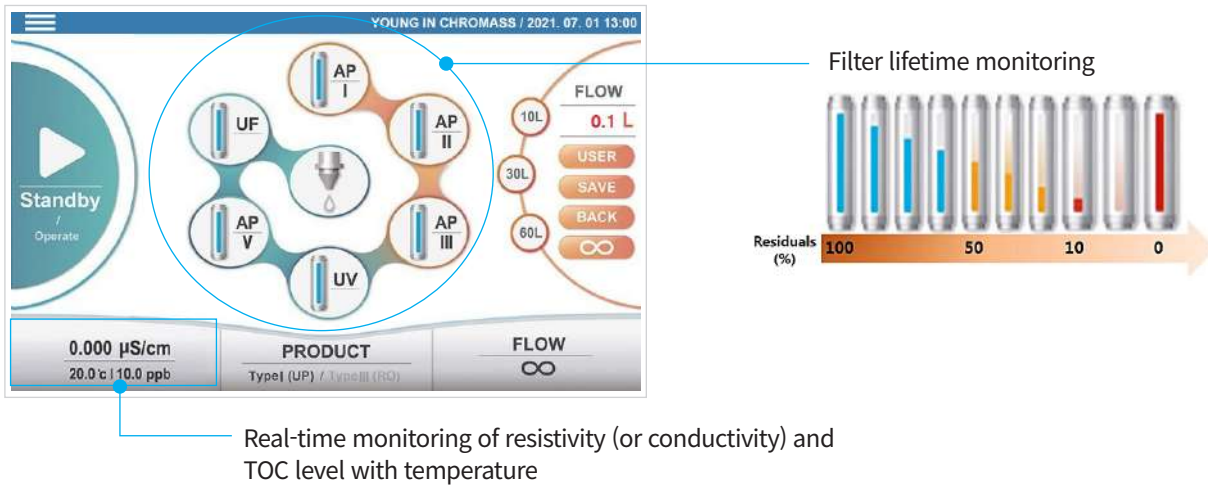 YOUNG IN CHROMASS / 2021. 07. 01 13:00
Filter lifetime monitoring
AP
I
UF
AP
II
AP
V
AP
III
UV
Standby
/
Operate
FLOW
0.1 L
10L
30L
60L
USER
SAVE
BACK
∞
Residuals
(%)
100 50 10 0
0.000 µS/cm
20.0 c | 10.0 ppb
PRODUCT
TypeI (UP) / TypeIII (RO)
FLOW
∞
Real-time monitoring of resistivity (or conductivity) and
TOC level with temperature